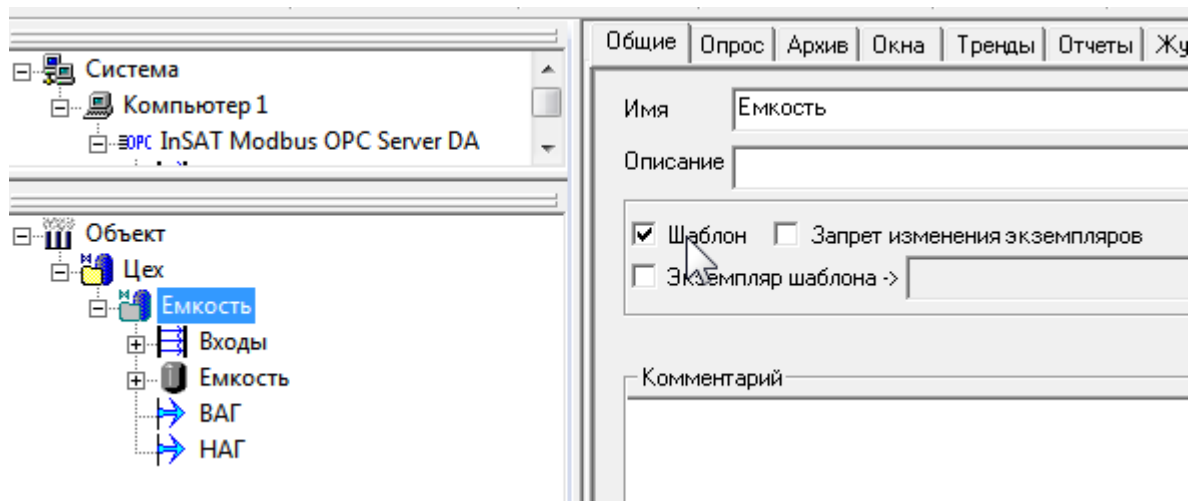 Система
Компьютер 1
OPC InSAT Modbus OPC Server DA
Объект
Цех
Емкость
Входы
Емкость
ВАГ
НАГ
Общие Опрос Архив Окна Тренды Отчеты
Имя Емкость
Описание
Шаблон Запрет изменения экземпляров
Экземпляр шаблона ->
Комментарий